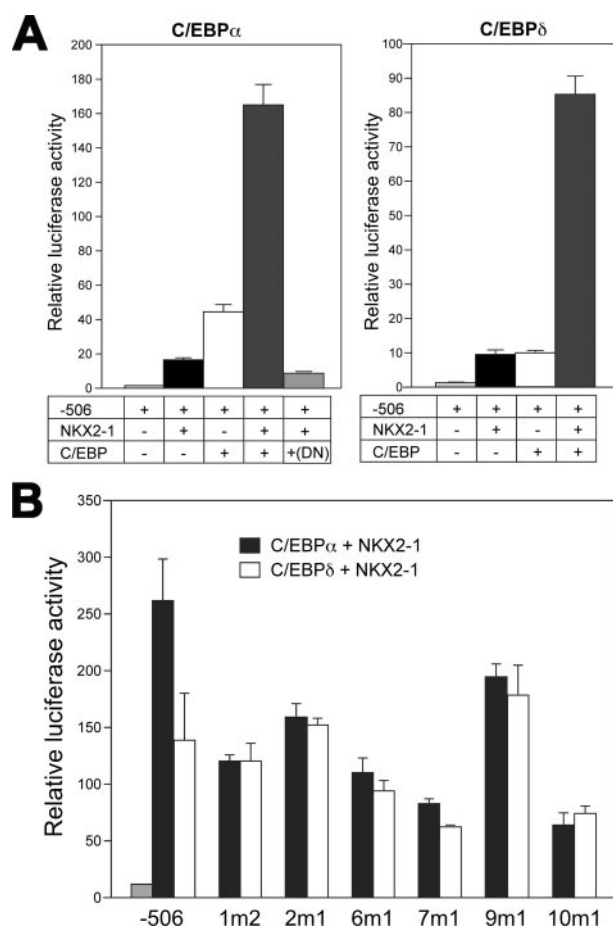 A
C/EBPα
Relative luciferase activity
200
180
160
140
120
100
80
60
40
20
0
-506 + + + + +
NKX2-1 - + - + +
C/EBP - - + + +(DN)
C/EBPδ
Relative luciferase activity
100
90
80
70
60
50
40
30
20
10
0
-506 + + + +
NKX2-1 - + - +
C/EBP - - + +
B
Relative luciferase activity
350
300
250
200
150
100
50
0
C/EBPα + NKX2-1
C/EBPδ + NKX2-1
-506 1m2 2m1 6m1 7m1 9m1 10m1